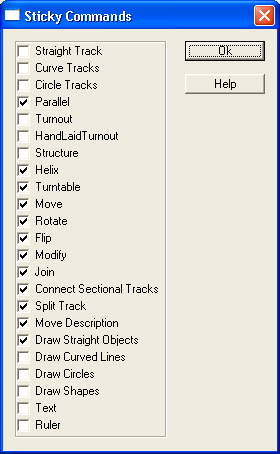 Sticky Commands
Straight Track
Ok
Curve Tracks
Circle Tracks
Help
Parallel
Turnout
HandLaidTurnout
Structure
Helix
Turntable
Move
Rotate
Flip
Modify
Join
Connect Sectional Tracks
Split Track
Move Description
Draw Straight Objects
Draw Curved Lines
Draw Circles
Draw Shapes
Text
Ruler